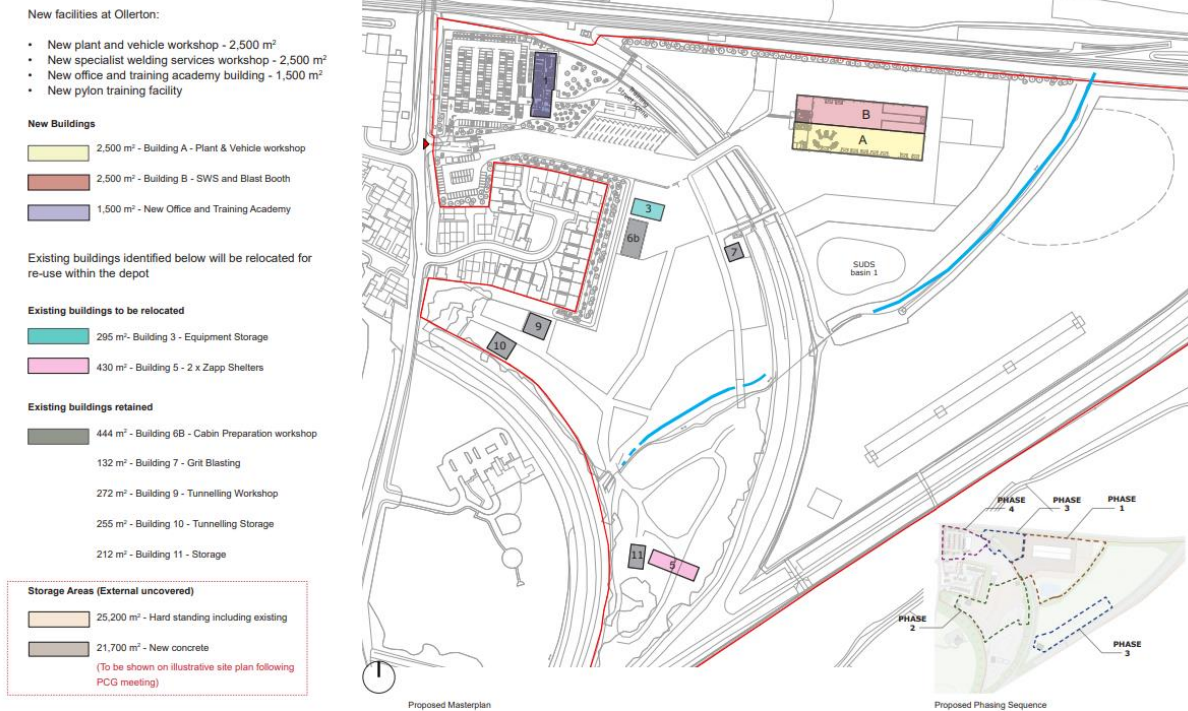 New facilities at Ollerton:
• New plant and vehicle workshop - 2,500 m²
• New specialist welding services workshop - 2,500 m²
• New office and training academy building - 1,500 m²
• New pylon training facility
New Buildings
2,500 m² - Building A - Plant & Vehicle workshop
2,500 m² - Building B - SWS and Blast Booth
1,500 m² - New Office and Training Academy
Existing buildings identified below will be relocated for
re-use within the depot
Existing buildings to be relocated
295 m²- Building 3 - Equipment Storage
430 m² - Building 5 - 2 x Zapp Shelters
Existing buildings retained
444 m² - Building 6B - Cabin Preparation workshop
132 m² - Building 7 - Grit Blasting
272 m² - Building 9 - Tunnelling Workshop
255 m² - Building 10 - Tunnelling Storage
212 m² - Building 11 - Storage
Storage Areas (External uncovered)
25,200 m² - Hard standing including existing
21,700 m² - New concrete
(To be shown on illustrative site plan following
PCG meeting)
B
A
3
6b
7
SUDS
basin 1
9
10
11
5
PHASE
4
PHASE
3
PHASE
1
PHASE
2
PHASE
3
Proposed Masterplan
Proposed Phasing Sequence